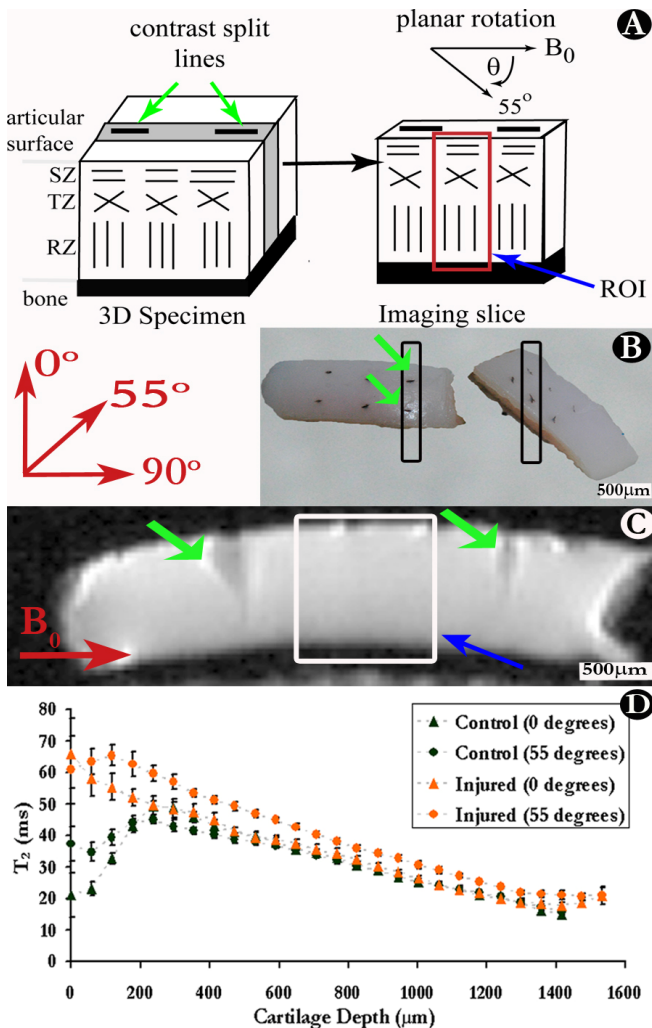 contrast split
lines
planar rotation
A
B0
θ
55°
articular
surface
SZ
TZ
RZ
bone
ROI
3D Specimen
Imaging slice
B
0°
55°
90°
500μm
C
B0
500μm
D
80
70
60
50
40
30
20
10
0
T2 (ms)
Control (0 degrees)
Control (55 degrees)
Injured (0 degrees)
Injured (55 degrees)
0 200 400 600 800 1000 1200 1400 1600
Cartilage Depth (μm)